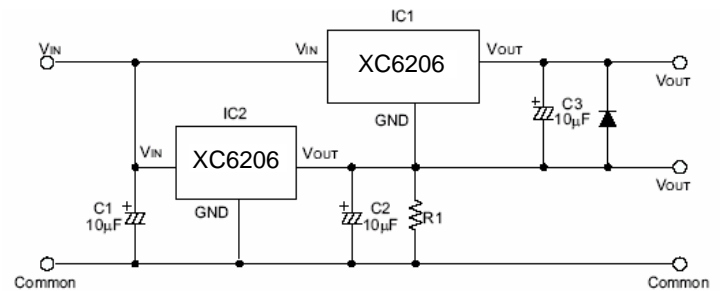 IC1
VIN
VIN
XC6206
VOUT
VOUT
GND
C3
10µF
IC2
VIN
XC6206
VOUT
VOUT
GND
C1
10µF
C2
10µF
R1
Common
Common